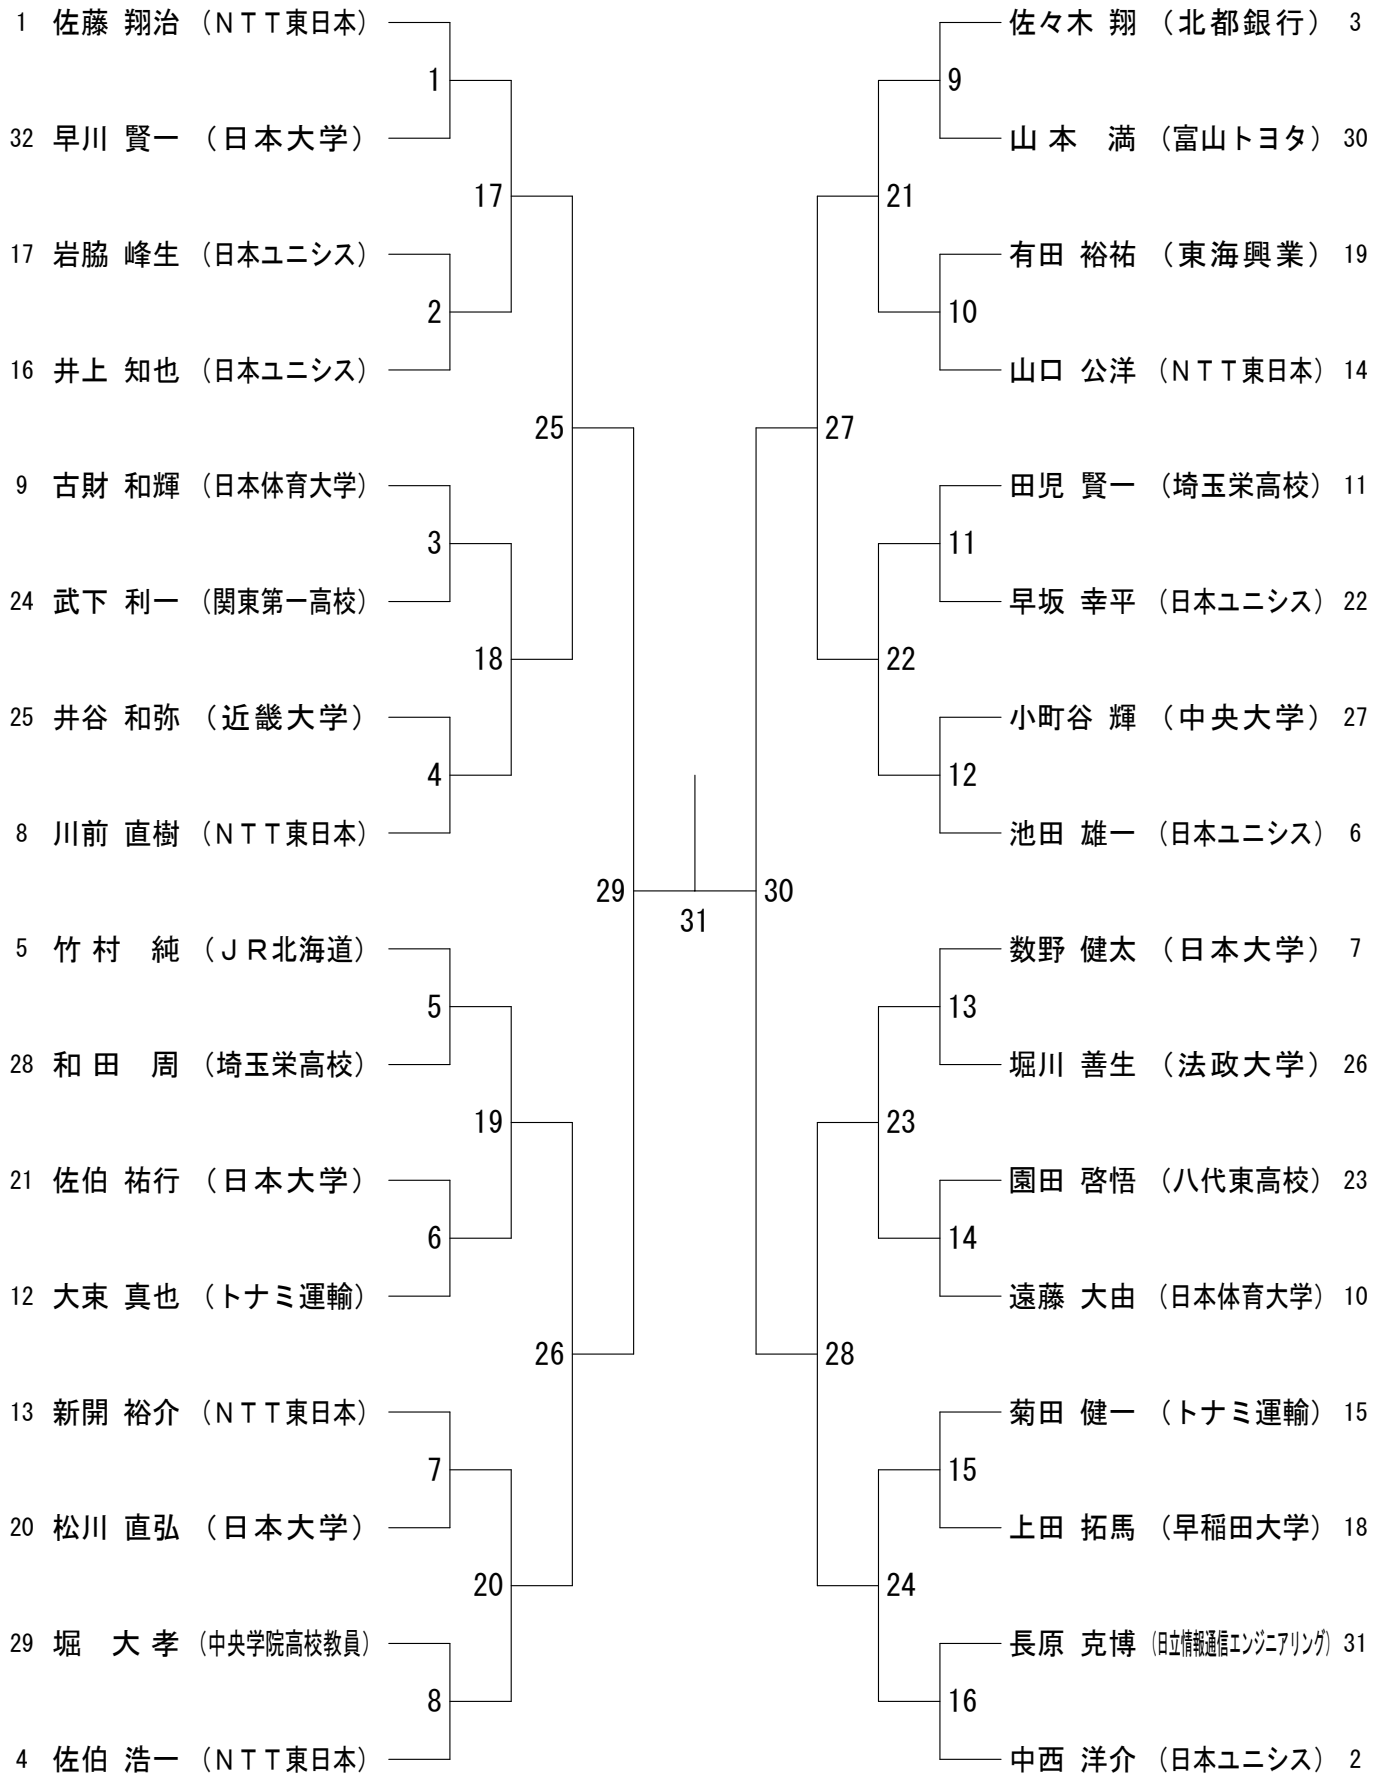 1 佐藤 翔治 (ＮＴＴ東日本)
1
32 早川 賢一 (日本大学)
17
17 岩脇 峰生 (日本ユニシス)
2
16 井上 知也 (日本ユニシス)
25
9 古財 和輝 (日本体育大学)
3
24 武下 利一 (関東第一高校)
18
25 井谷 和弥 (近畿大学)
4
8 川前 直樹 (ＮＴＴ東日本)
29
5 竹村 純 (ＪＲ北海道)
5
28 和田 周 (埼玉栄高校)
19
21 佐伯 祐行 (日本大学)
6
12 大束 真也 (トナミ運輸)
26
13 新開 裕介 (ＮＴＴ東日本)
7
20 松川 直弘 (日本大学)
20
29 堀 大孝 (中央学院高校教員)
8
4 佐伯 浩一 (ＮＴＴ東日本)
31
佐々木 翔 (北都銀行) 3
9
山本 満 (富山トヨタ) 30
21
有田 裕祐 (東海興業) 19
10
山口 公洋 (ＮＴＴ東日本) 14
27
田児 賢一 (埼玉栄高校) 11
11
早坂 幸平 (日本ユニシス) 22
22
小町谷 輝 (中央大学) 27
12
池田 雄一 (日本ユニシス) 6
30
数野 健太 (日本大学) 7
13
堀川 善生 (法政大学) 26
23
園田 啓悟 (八代東高校) 23
14
遠藤 大由 (日本体育大学) 10
28
菊田 健一 (トナミ運輸) 15
15
上田 拓馬 (早稲田大学) 18
24
長原 克博 (日立情報通信エンジニアリング) 31
16
中西 洋介 (日本ユニシス) 2